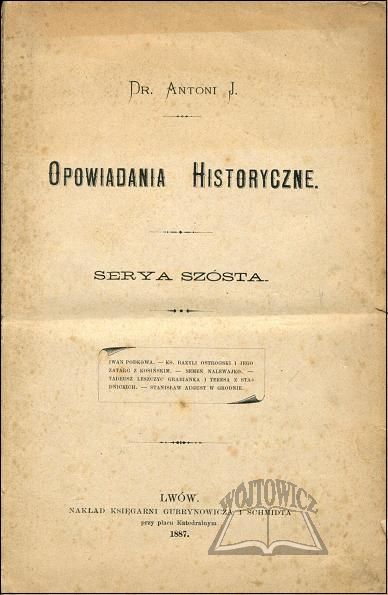 Dr. Antoni J.
Opowiadania Historyczne.
SERYA SZÓSTA.
IWAN PODKOWA. — KS. BAZYLI OSTROGSKI I JEGO
ZATARG Z KOSIŃSKIM. — SEMEN NALEWAJKO. —
TADEUSZ LESZCZYC GRABIANKA I TERESA Z STA-
DNICKICH. — STANISŁAW AUGUST W GRODNIE.
LWÓW.
NAKŁAD KSIĘGARNI GUBRYNOWICZA I SCHMIDTA
przy placu Katedralnym
1887.
WÓJTOWICZ